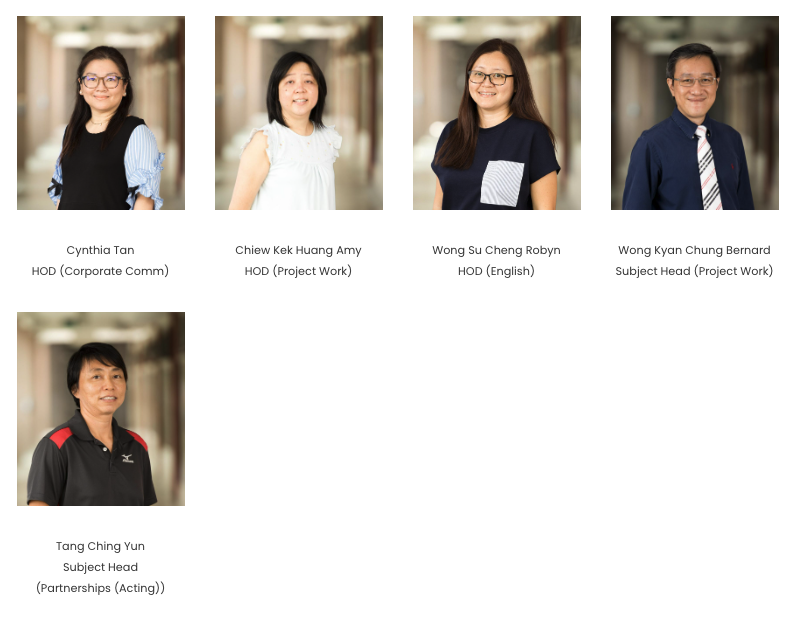 Cynthia Tan
HOD (Corporate Comm)
Chiew Kek Huang Amy
HOD (Project Work)
Wong Su Cheng Robyn
HOD (English)
Wong Kyan Chung Bernard
Subject Head (Project Work)
Tang Ching Yun
Subject Head
(Partnerships (Acting))